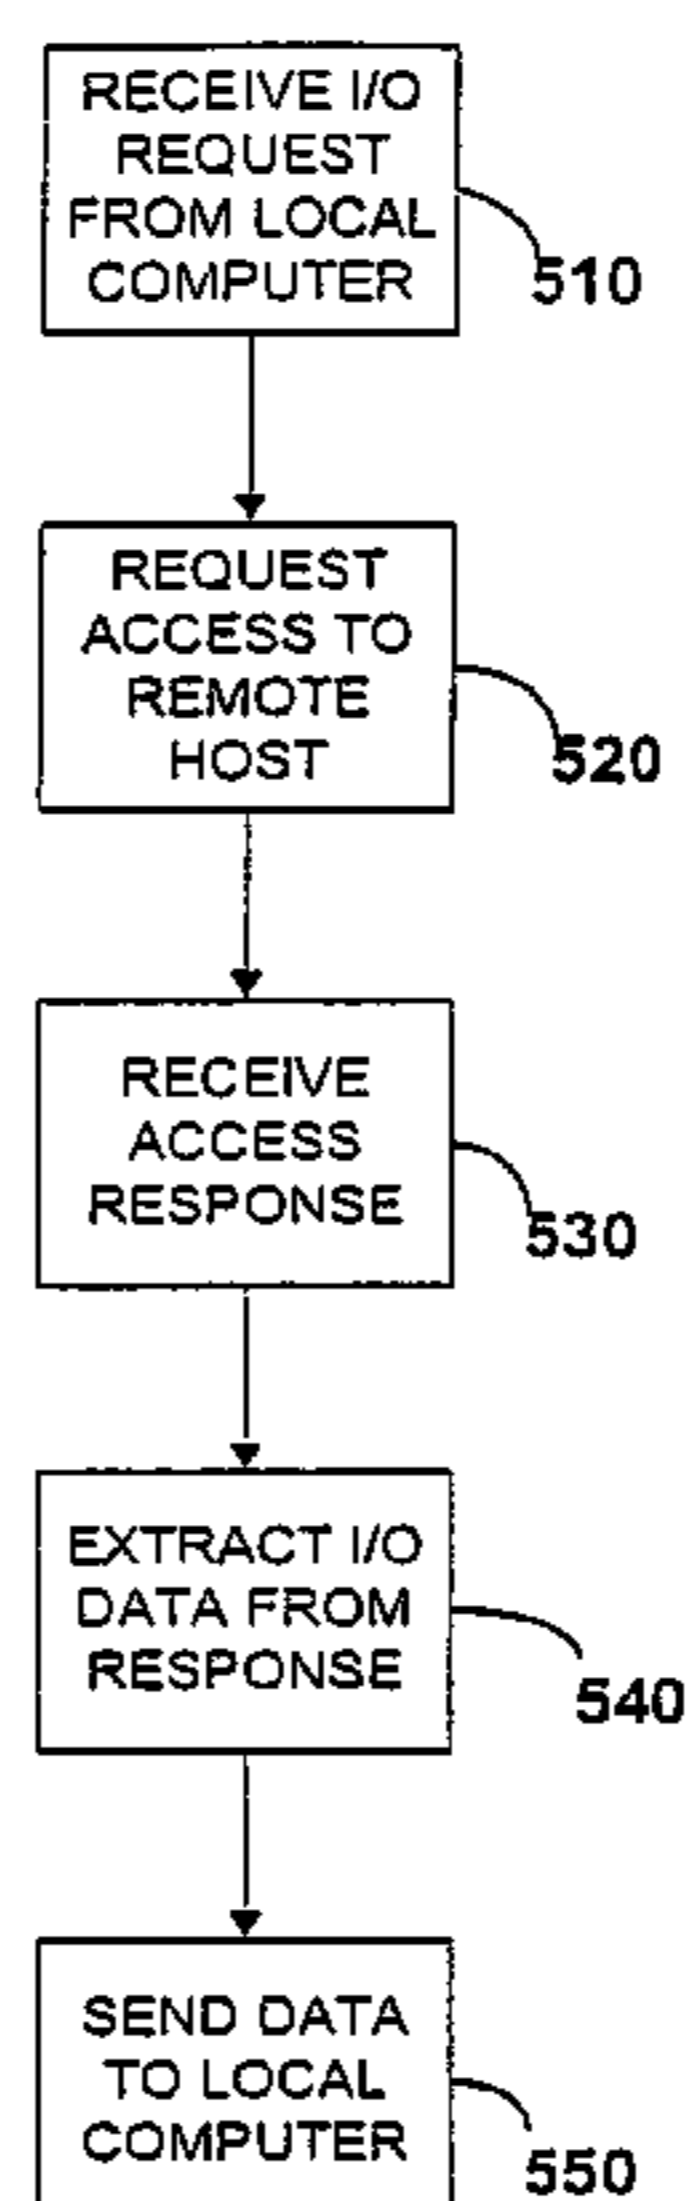 RECEIVE I/O
REQUEST
FROM LOCAL
COMPUTER
510
REQUEST
ACCESS TO
REMOTE
HOST
520
RECEIVE
ACCESS
RESPONSE
530
EXTRACT I/O
DATA FROM
RESPONSE
540
SEND DATA
TO LOCAL
COMPUTER
550